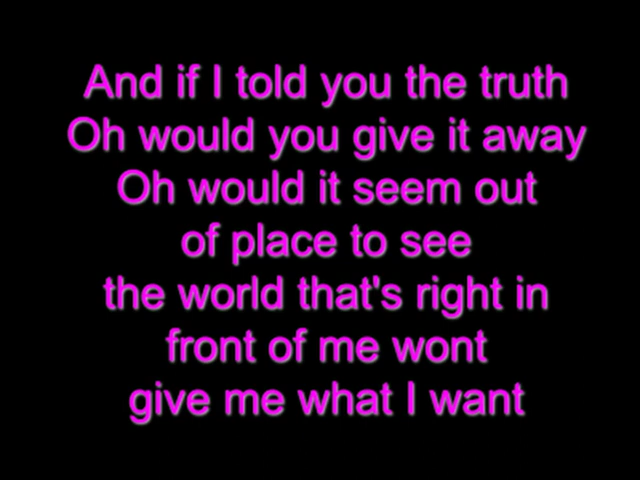 And if I told you the truth
Oh would you give it away
Oh would it seem out
of place to see
the world that's right in
front of me wont
give me what I want